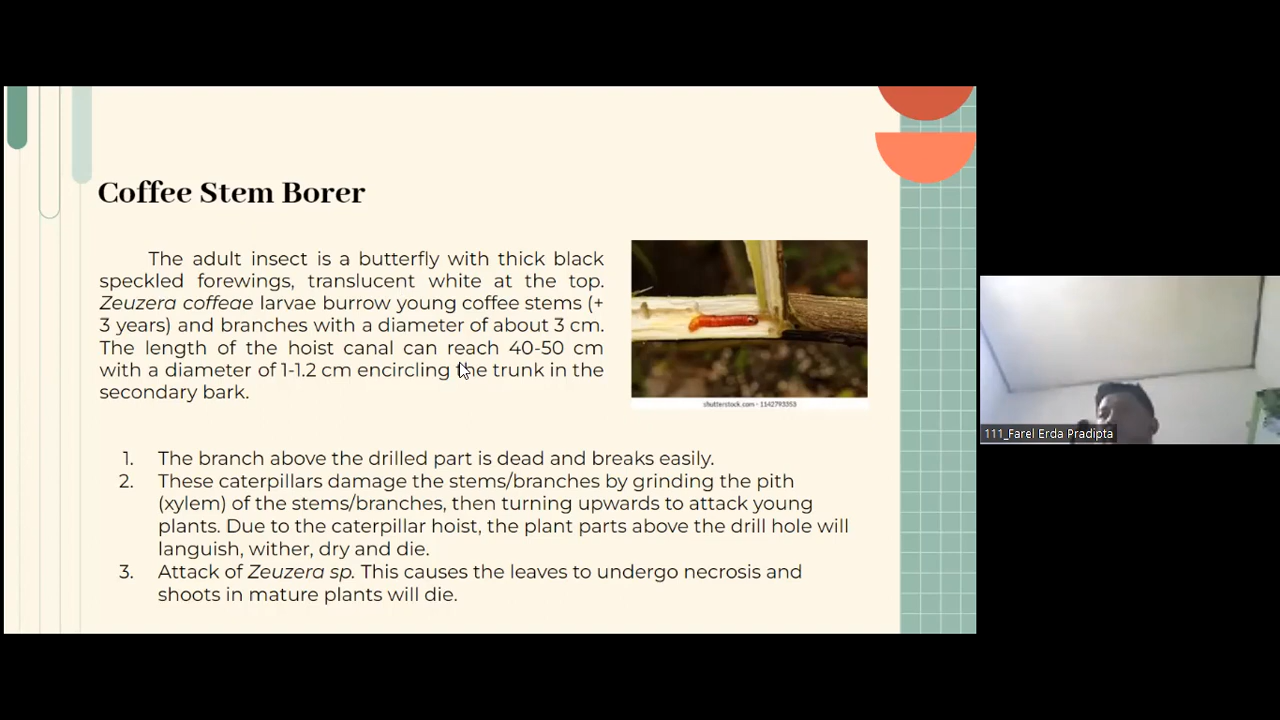 Coffee Stem Borer
The adult insect is a butterfly with thick black
speckled forewings, translucent white at the top.
Zeuzera coffeae larvae burrow young coffee stems (+
3 years) and branches with a diameter of about 3 cm.
The length of the hoist canal can reach 40-50 cm
with a diameter of 1-1.2 cm encircling the trunk in the
secondary bark.
shutterstock.com · 1142793353
1. The branch above the drilled part is dead and breaks easily.
2. These caterpillars damage the stems/branches by grinding the pith
(xylem) of the stems/branches, then turning upwards to attack young
plants. Due to the caterpillar hoist, the plant parts above the drill hole will
languish, wither, dry and die.
3. Attack of Zeuzera sp. This causes the leaves to undergo necrosis and
shoots in mature plants will die.
111_Farel Erda Pradipta